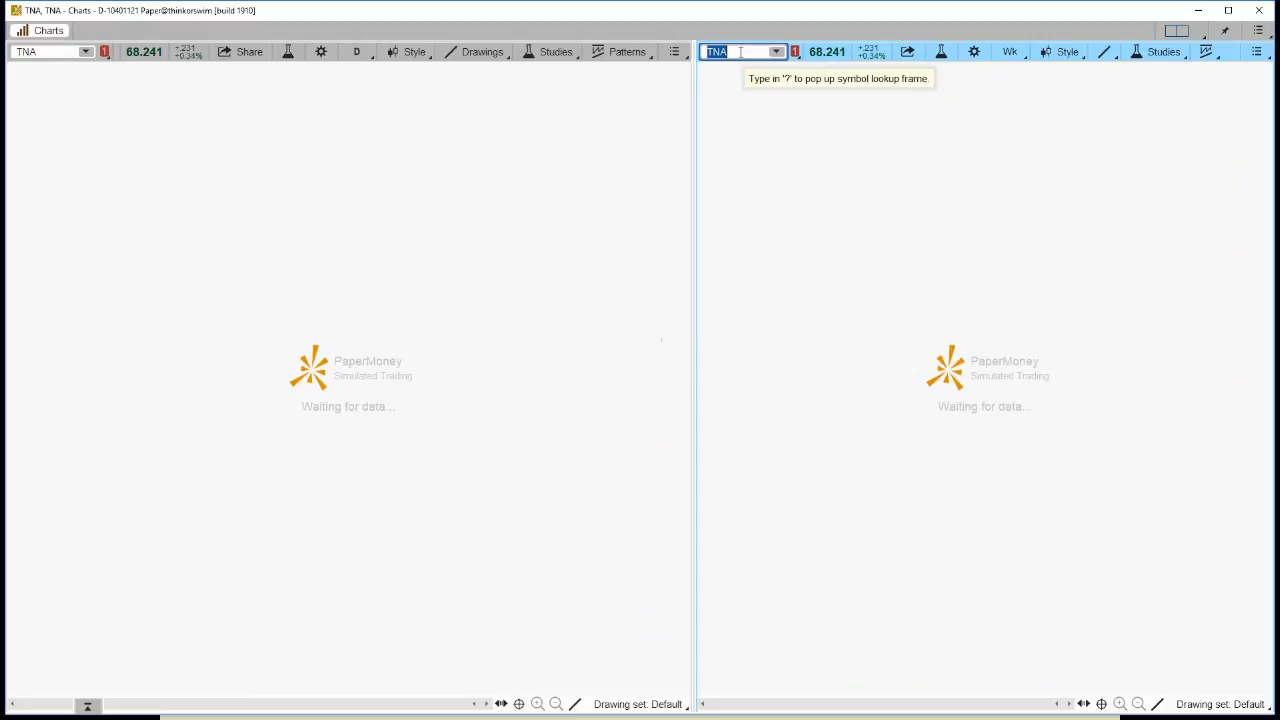 TNA, TNA - Charts - D-10401121 Paper@thinkorswim [build 1910]
Charts
TNA 1 68.241 +.231 +0.34% Share D Style Drawings Studies Patterns
TNA 1 68.241 +.231 +0.34% Wk Style Studies
Type in '?' to pop up symbol lookup frame.
PaperMoney
Simulated Trading
Waiting for data...
PaperMoney
Simulated Trading
Waiting for data...
Drawing set: Default
Drawing set: Default